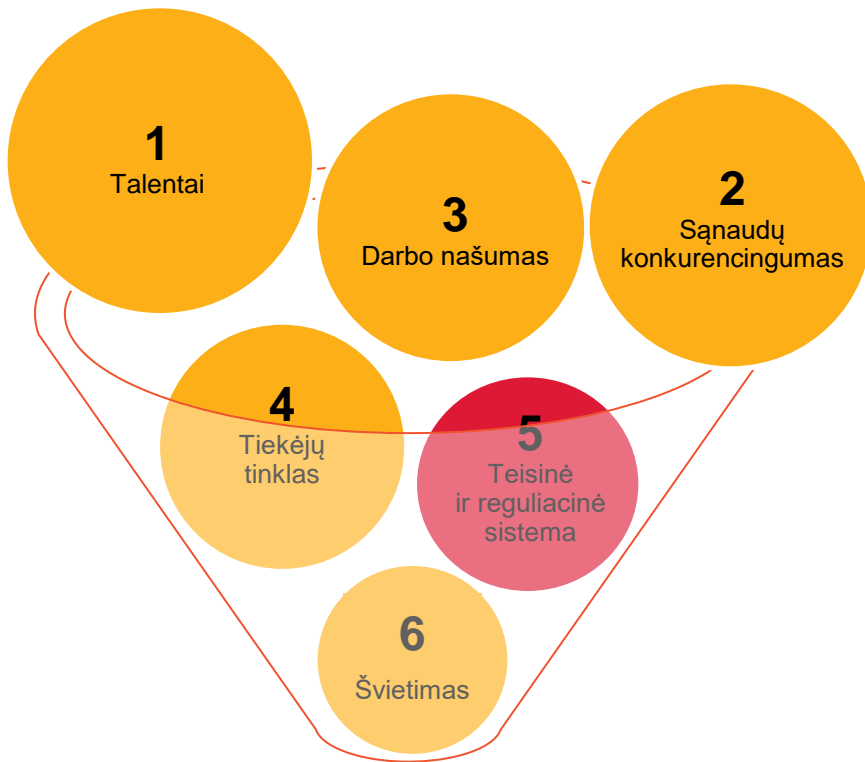 1
Talentai
3
Darbo našumas
2
Sąnaudų
konkurencingumas
4
Tiekėjų
tinklas
5
Teisinė
ir reguliacinė
sistema
6
Švietimas